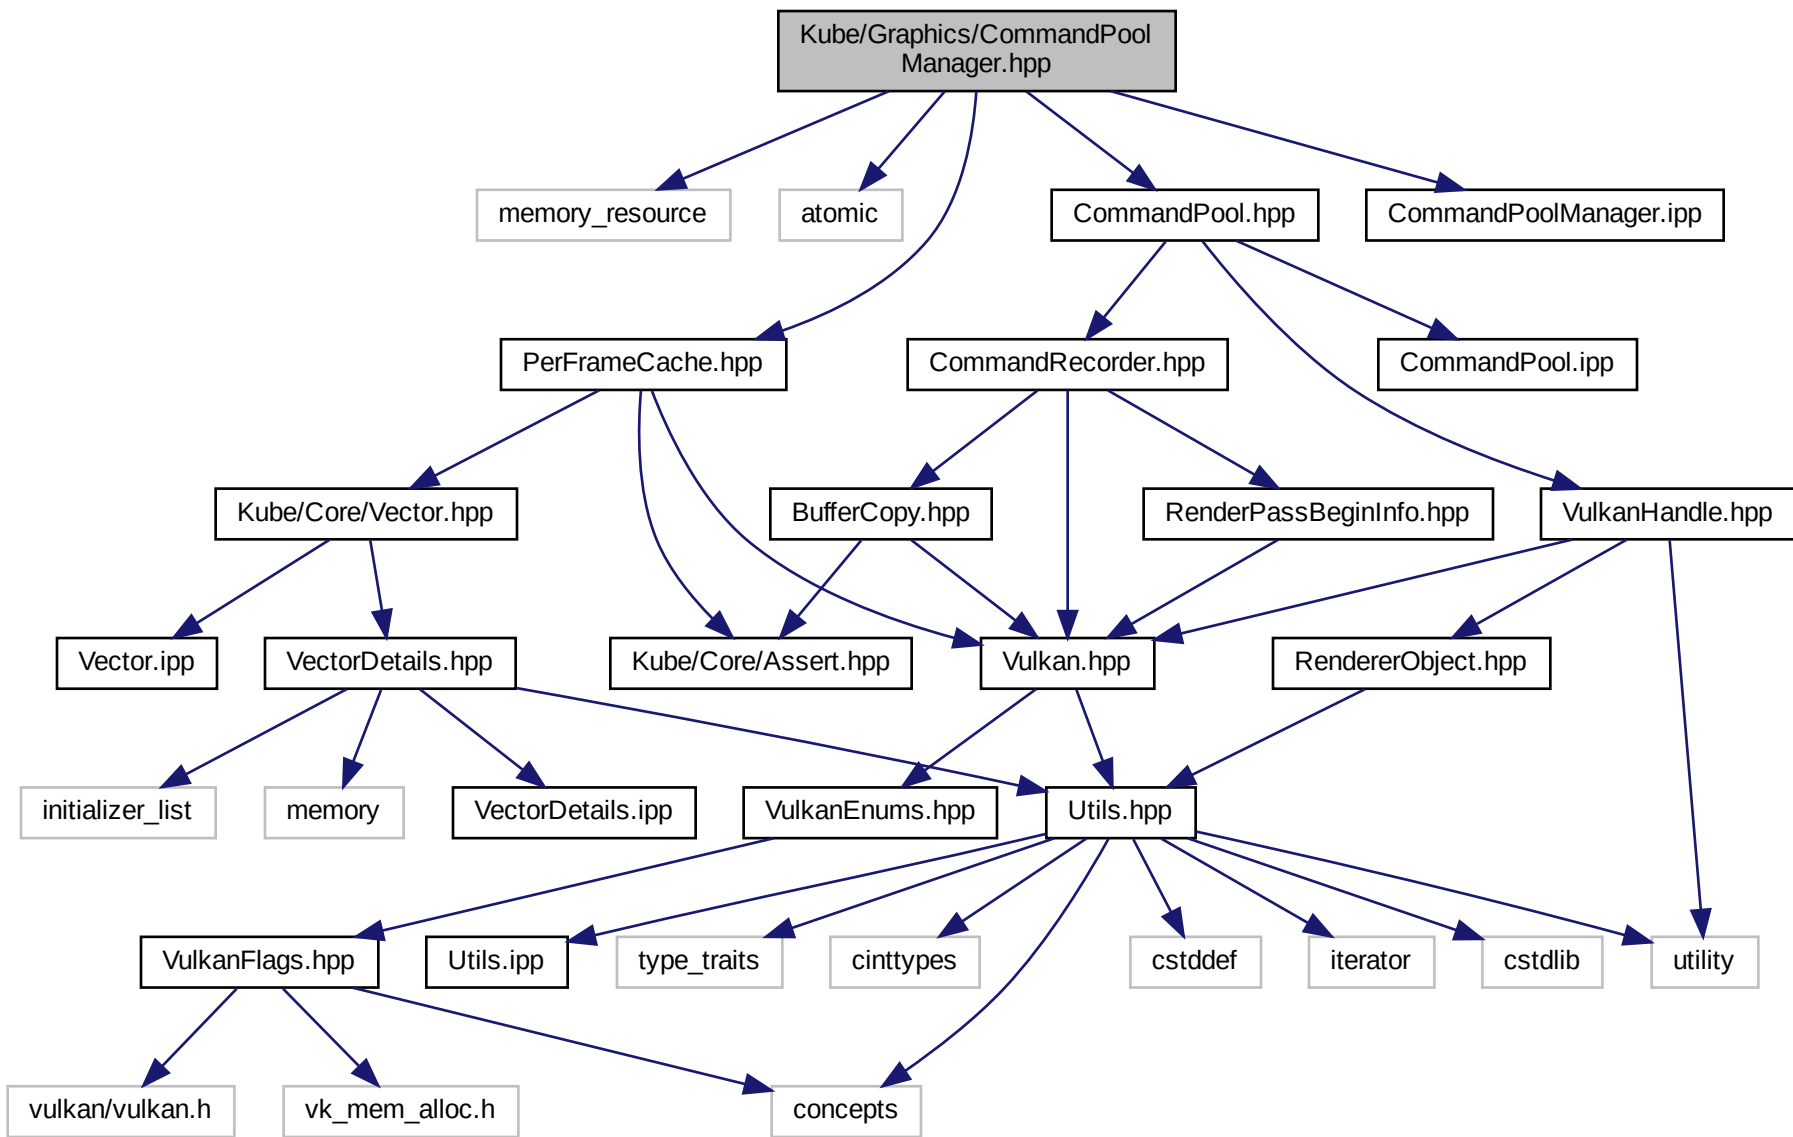 Kube/Graphics/CommandPool
Manager.hpp
memory_resource
atomic
CommandPool.hpp
CommandPoolManager.ipp
PerFrameCache.hpp
CommandRecorder.hpp
CommandPool.ipp
Kube/Core/Vector.hpp
BufferCopy.hpp
RenderPassBeginInfo.hpp
VulkanHandle.hpp
Vector.ipp
VectorDetails.hpp
Kube/Core/Assert.hpp
Vulkan.hpp
RendererObject.hpp
initializer_list
memory
VectorDetails.ipp
VulkanEnums.hpp
Utils.hpp
VulkanFlags.hpp
Utils.ipp
type_traits
cinttypes
cstddef
iterator
cstdlib
utility
vulkan/vulkan.h
vk_mem_alloc.h
concepts